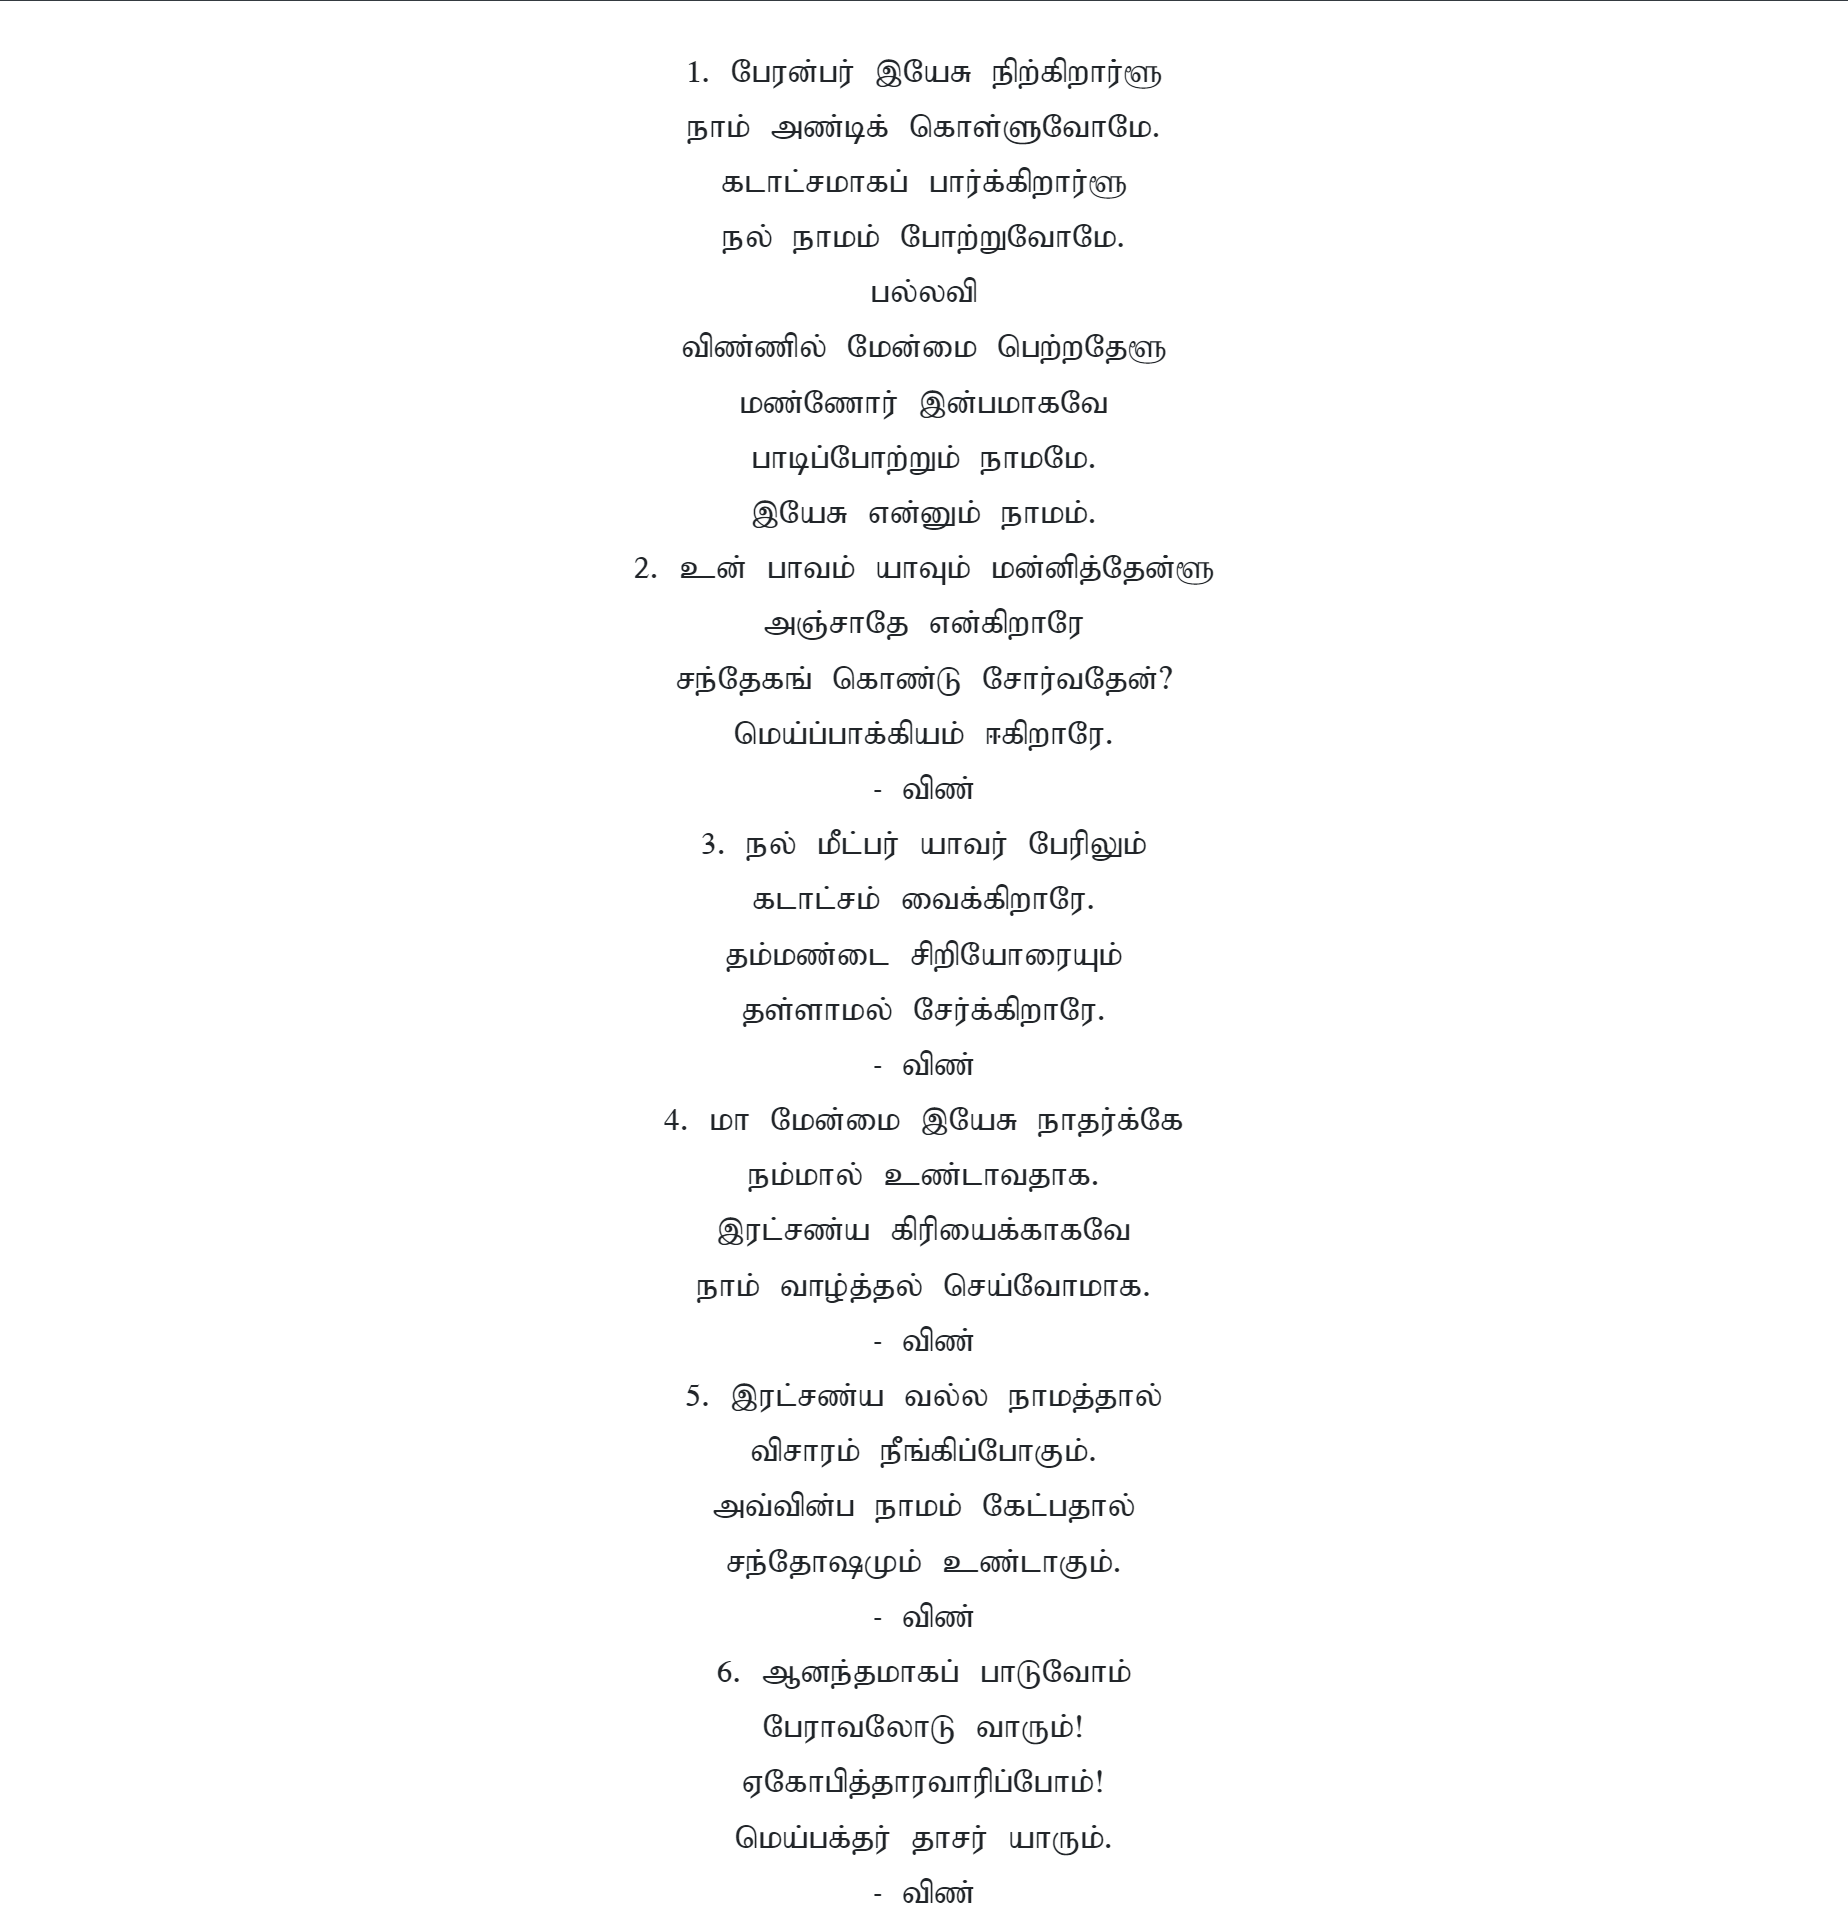 1. பேரன்பர் இயேசு நிற்கிறார்ளூ
நாம் அண்டிக் கொள்ளுவோமே.
கடாட்சமாகப் பார்க்கிறார்ளூ
நல் நாமம் போற்றுவோமே.
பல்லவி
விண்ணில் மேன்மை பெற்றதேளூ
மண்ணோர் இன்பமாகவே
பாடிப்போற்றும் நாமமே.
இயேசு என்னும் நாமம்.
2. உன் பாவம் யாவும் மன்னித்தேன்ளூ
அஞ்சாதே என்கிறாரே
சந்தேகங் கொண்டு சோர்வதேன்?
மெய்ப்பாக்கியம் ஈகிறாரே.
- விண்
3. நல் மீட்பர் யாவர் பேரிலும்
கடாட்சம் வைக்கிறாரே.
தம்மண்டை சிறியோரையும்
தள்ளாமல் சேர்க்கிறாரே.
- விண்
4. மா மேன்மை இயேசு நாதர்க்கே
நம்மால் உண்டாவதாக.
இரட்சண்ய கிரியைக்காகவே
நாம் வாழ்த்தல் செய்வோமாக.
- விண்
5. இரட்சண்ய வல்ல நாமத்தால்
விசாரம் நீங்கிப்போகும்.
அவ்வின்ப நாமம் கேட்பதால்
சந்தோஷமும் உண்டாகும்.
- விண்
6. ஆனந்தமாகப் பாடுவோம்
பேராவலோடு வாரும்!
ஏகோபித்தாரவாரிப்போம்!
மெய்பக்தர் தாசர் யாரும்.
- விண்